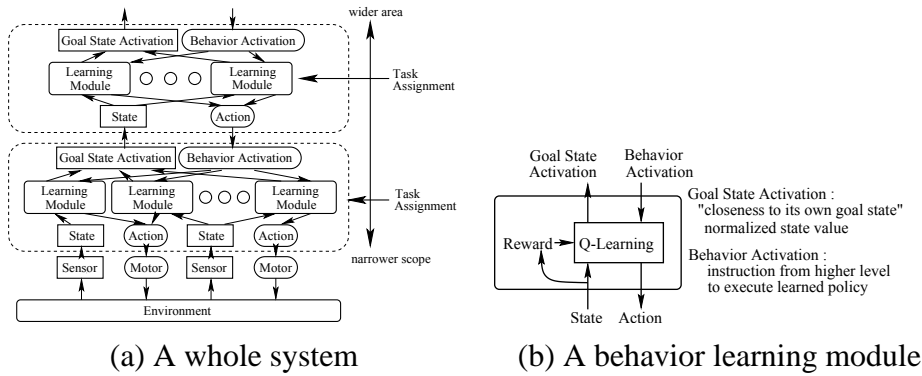 wider area
Goal State Activation
Behavior Activation
Learning
Module
Learning
Module
Task
Assignment
State
Action
Goal State Activation
Behavior Activation
Learning
Module
Learning
Module
Learning
Module
Task
Assignment
State
Action
State
Action
Sensor
Motor
Sensor
Motor
narrower scope
Environment
(a) A whole system
Goal State
Activation
Behavior
Activation
Reward
Q-Learning
State
Action
Goal State Activation :
"closeness to its own goal state"
normalized state value
Behavior Activation :
instruction from higher level
to execute learned policy
(b) A behavior learning module